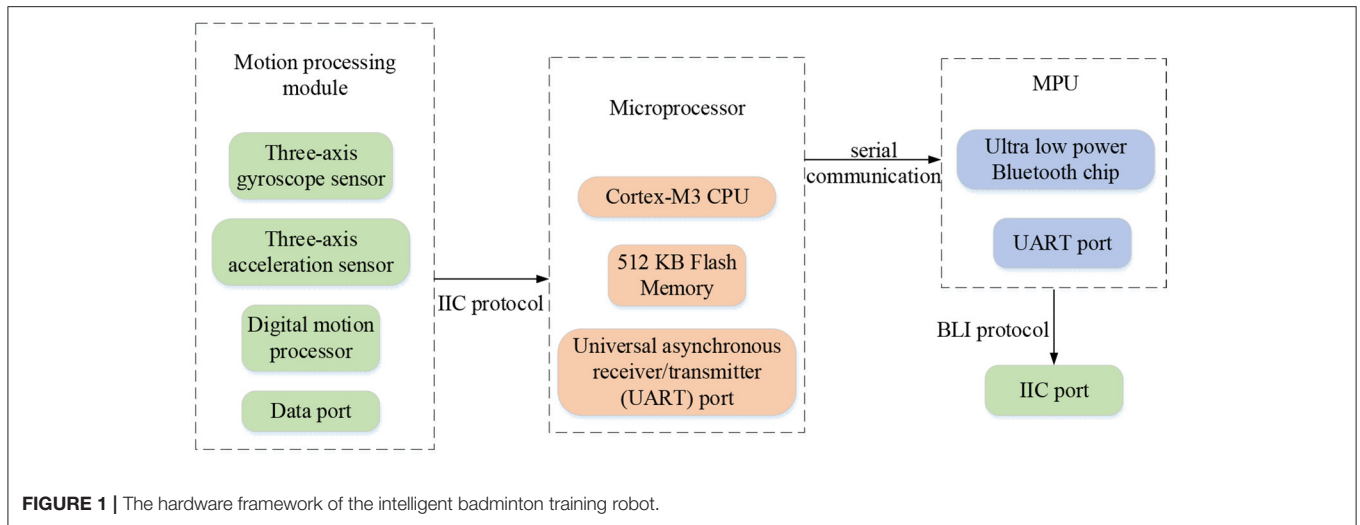 Motion processing
module
Three-axis
gyroscope sensor
Three-axis
acceleration sensor
Digital motion
processor
Data port
IIC protocol
Microprocessor
Cortex-M3 CPU
512 KB Flash
Memory
Universal asynchronous
receiver/transmitter
(UART) port
serial
communication
MPU
Ultra low power
Bluetooth chip
UART port
BLI protocol
IIC port
FIGURE 1 | The hardware framework of the intelligent badminton training robot.